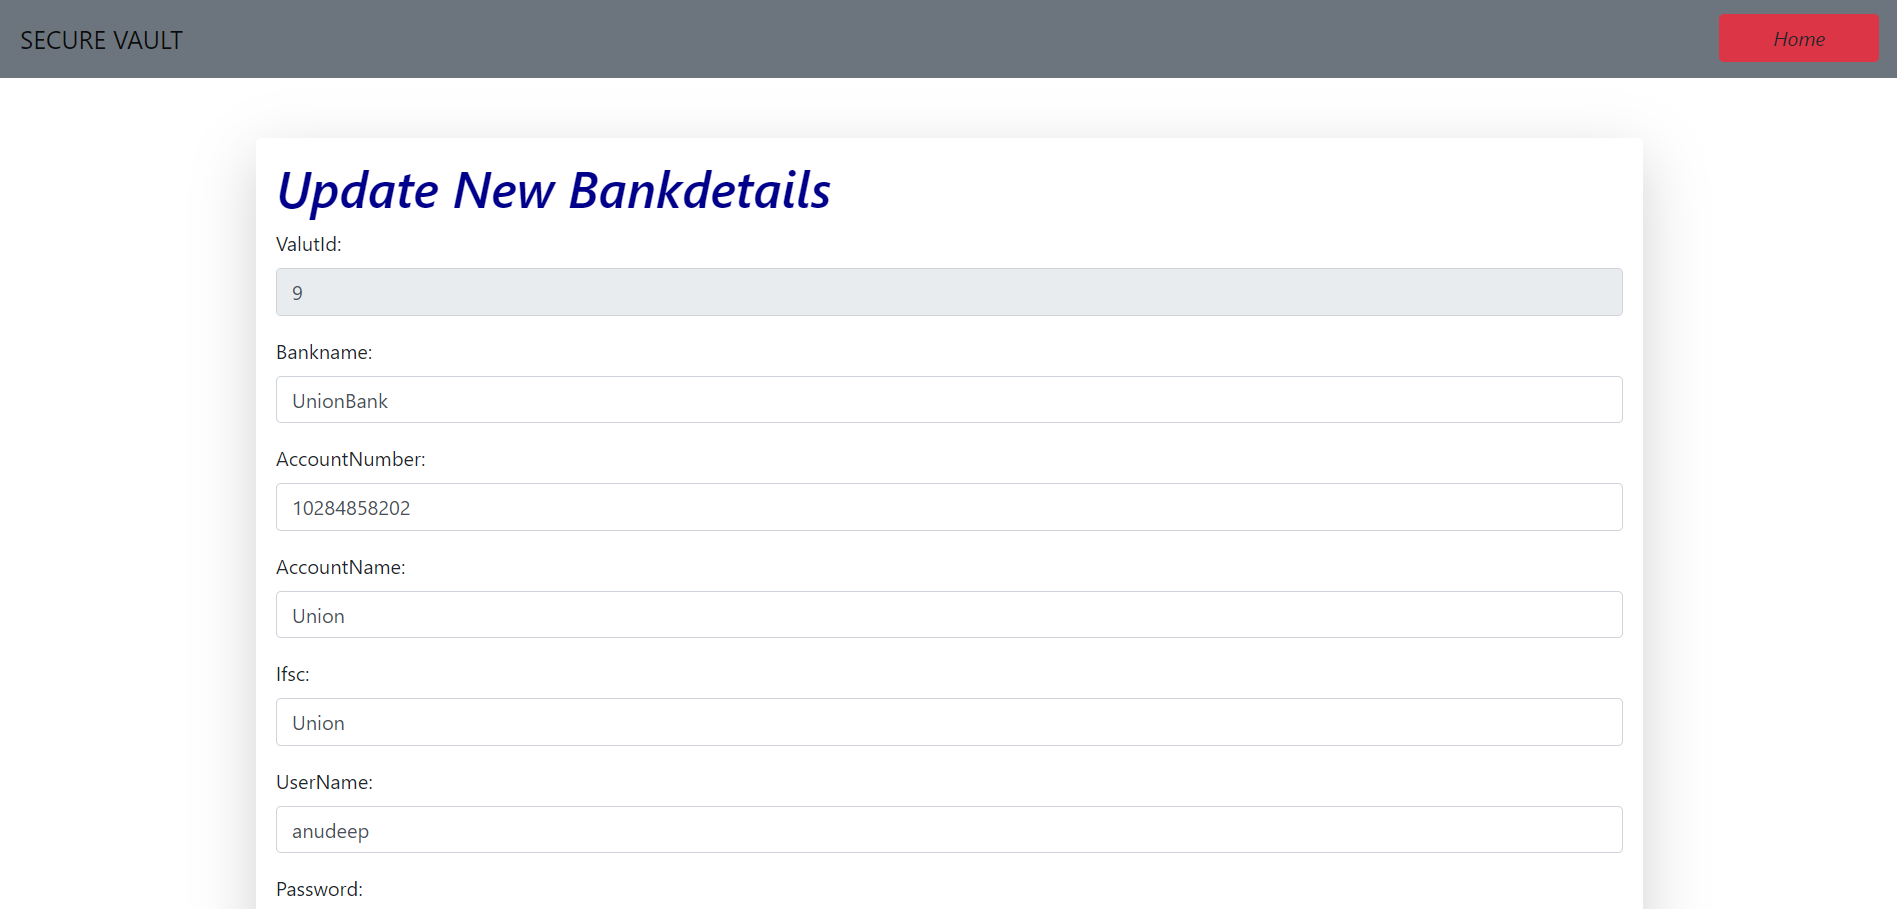 SECURE VAULT
Home
Update New Bankdetails
ValutId:
9
Bankname:
UnionBank
AccountNumber:
10284858202
AccountName:
Union
Ifsc:
Union
UserName:
anudeep
Password: